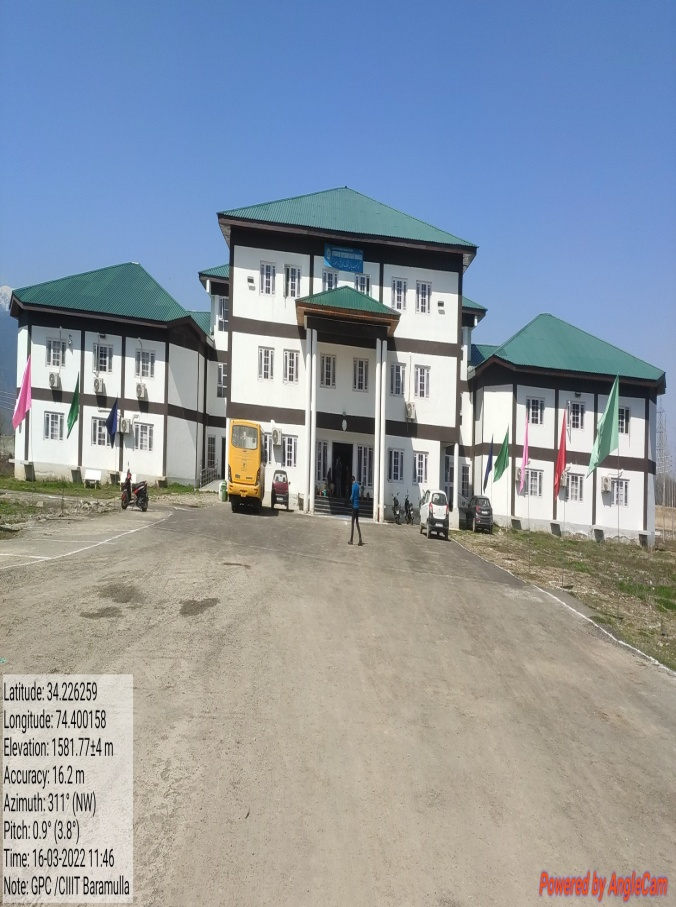 Latitude: 34.226259
Longitude: 74.400158
Elevation: 1581.77±4 m
Accuracy: 16.2 m
Azimuth: 311° (NW)
Pitch: 0.9° (3.8°)
Time: 16-03-2022 11:46
Note: GPC /CIIIT Baramulla
Powered by AngleCam